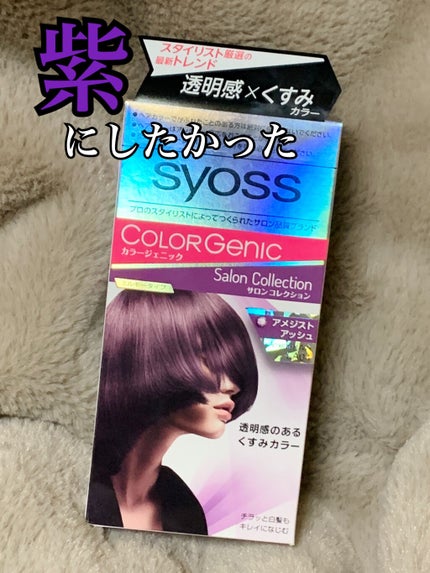 紫
にしたかった
スタイリスト厳選の
最新トレンド
透明感×くすみ
カラー
syoss
プロのスタイリストによってつくられたサロン品質ブランド
COLORGENIC
カラージェニック
Salon Collection
サロンコレクション
アメジスト
アッシュ
透明感のある
くすみカラー
チラッと白髪も
キレイになじむ